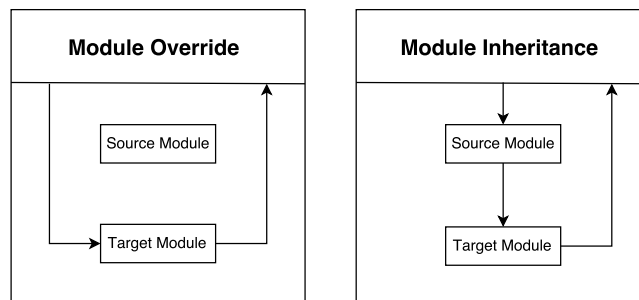 Module Override
Source Module
Target Module
Module Inheritance
Source Module
Target Module